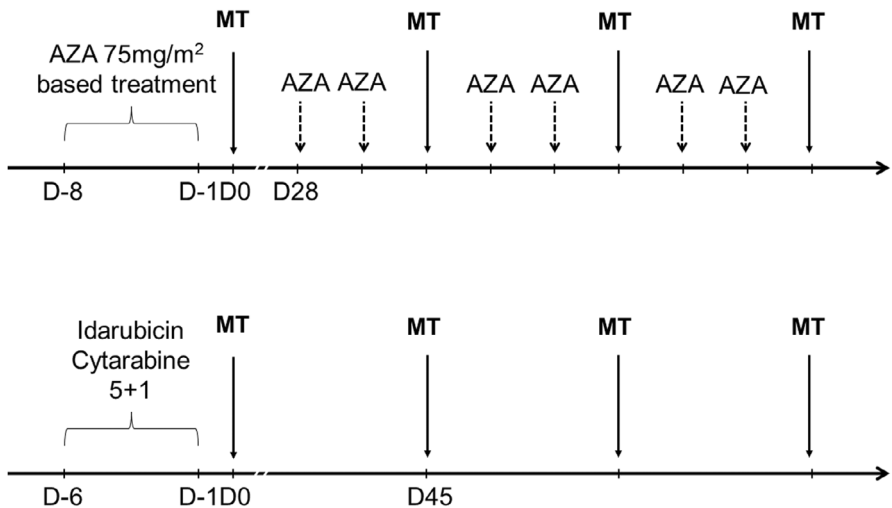 MT MT MT MT
AZA 75mg/m²
based treatment
AZA AZA AZA AZA AZA AZA
D-8 D-1D0 D28
MT MT MT MT
Idarubicin
Cytarabine
5+1
D-6 D-1D0 D45